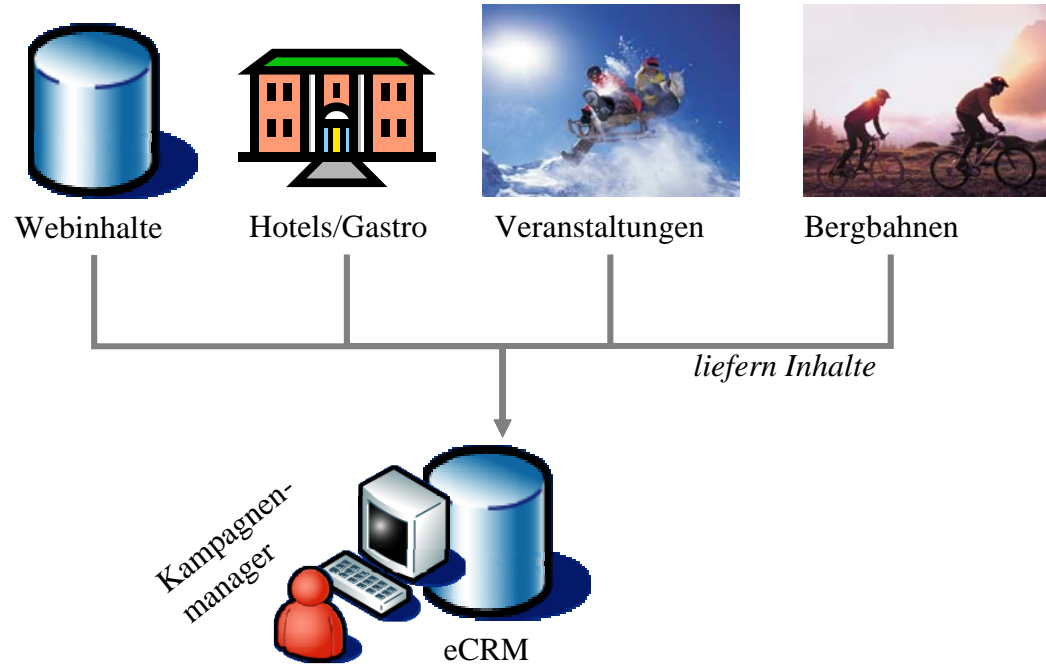 Webinhalte
Hotels/Gastro
Veranstaltungen
Bergbahnen
liefern Inhalte
Kampagnen-
manager
eCRM